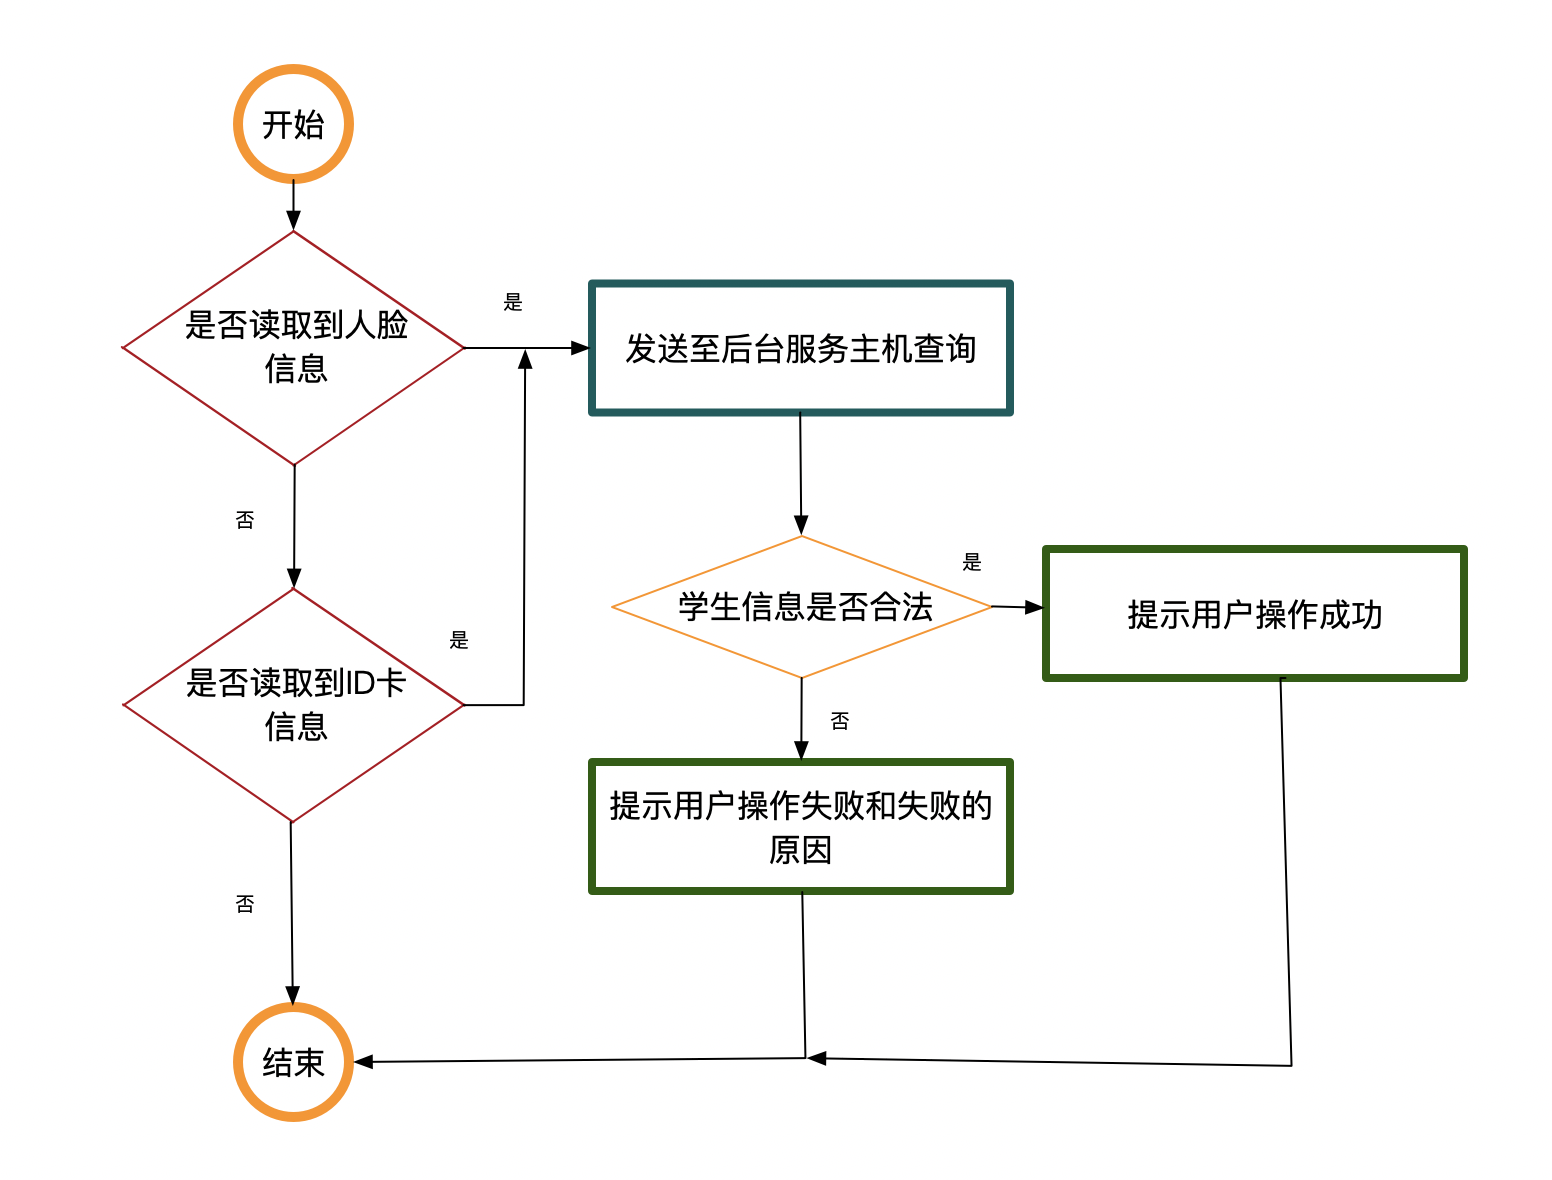 开始
是否读取到人脸
信息
是
发送至后台服务主机查询
否
是否读取到ID卡
信息
是
学生信息是否合法
是
提示用户操作成功
否
提示用户操作失败和失败的
原因
否
结束